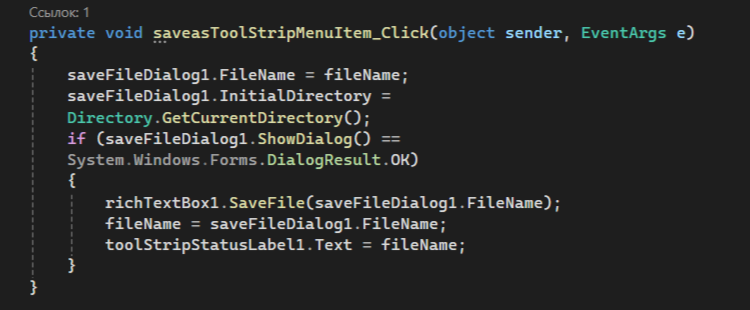 Ссылок: 1
private void saveasToolStripMenuItem_Click(object sender, EventArgs e)
{
saveFileDialog1.FileName = fileName;
saveFileDialog1.InitialDirectory =
Directory.GetCurrentDirectory();
if (saveFileDialog1.ShowDialog() ==
System.Windows.Forms.DialogResult.OK)
{
richTextBox1.SaveFile(saveFileDialog1.FileName);
fileName = saveFileDialog1.FileName;
toolStripStatusLabel1.Text = fileName;
}
}